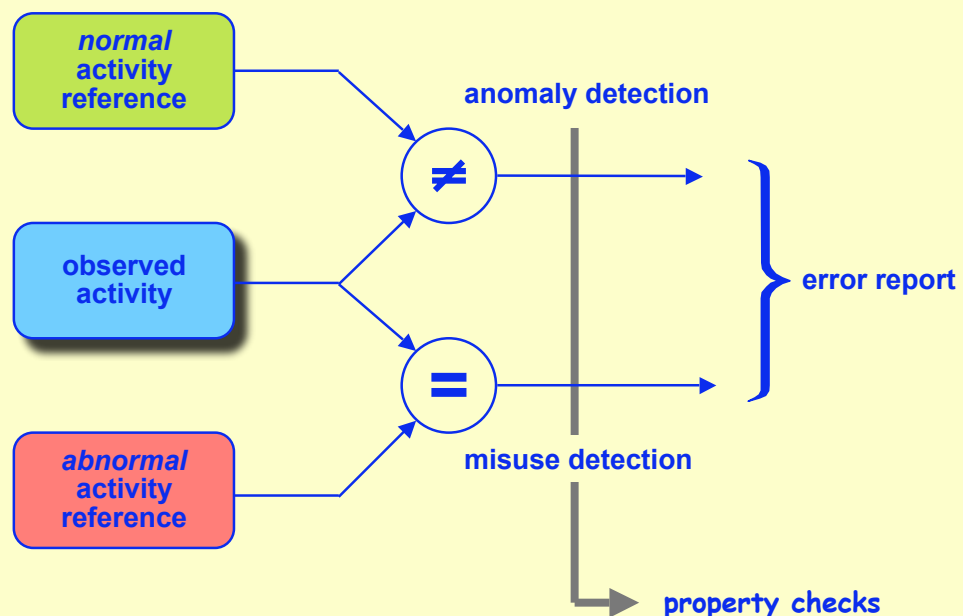 normal
activity
reference
anomaly detection
≠
observed
activity
error report
=
abnormal
activity
reference
misuse detection
property checks